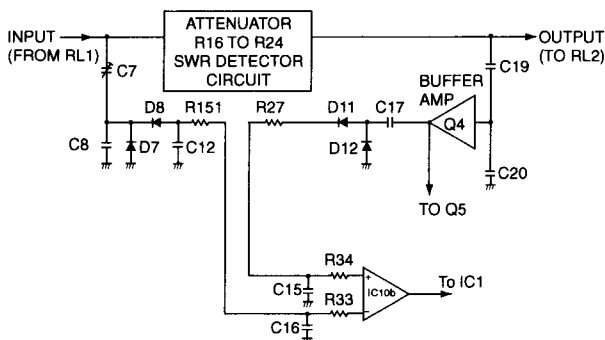 INPUT
(FROM RL1)
ATTENUATOR
R16 TO R24
SWR DETECTOR
CIRCUIT
OUTPUT
(TO RL2)
C7
C19
BUFFER
AMP
D8
R151
R27
D11
C17
Q4
C8
D7
C12
D12
C20
TO Q5
R34
To IC1
+
IC10b
C15
R33
−
C16